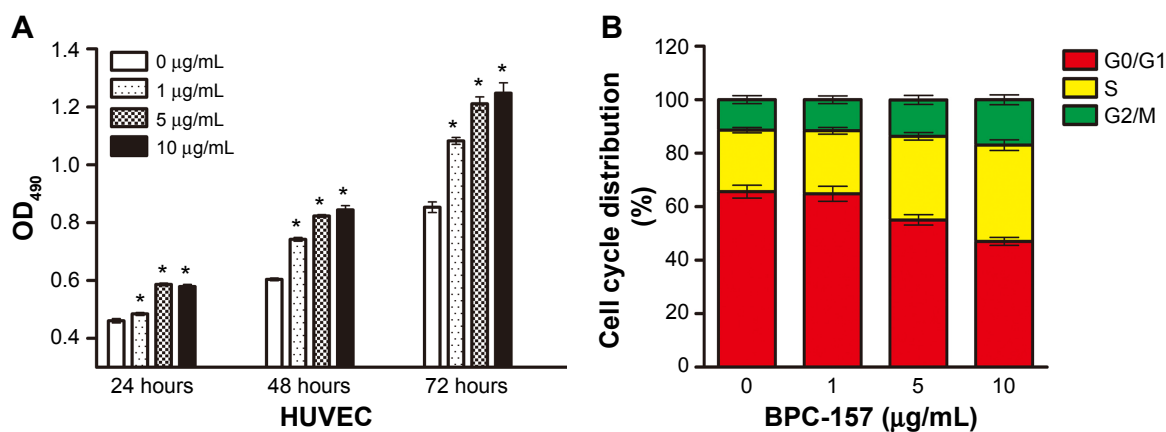 A
1.4
1.2
1.0
0.8
0.6
0.4
OD490
0 μg/mL
1 μg/mL
5 μg/mL
10 μg/mL
* * * * * * * * *
24 hours 48 hours 72 hours
HUVEC
B
120
100
80
60
40
20
0
Cell cycle distribution
(%)
0 1 5 10
BPC-157 (μg/mL)
G0/G1
S
G2/M